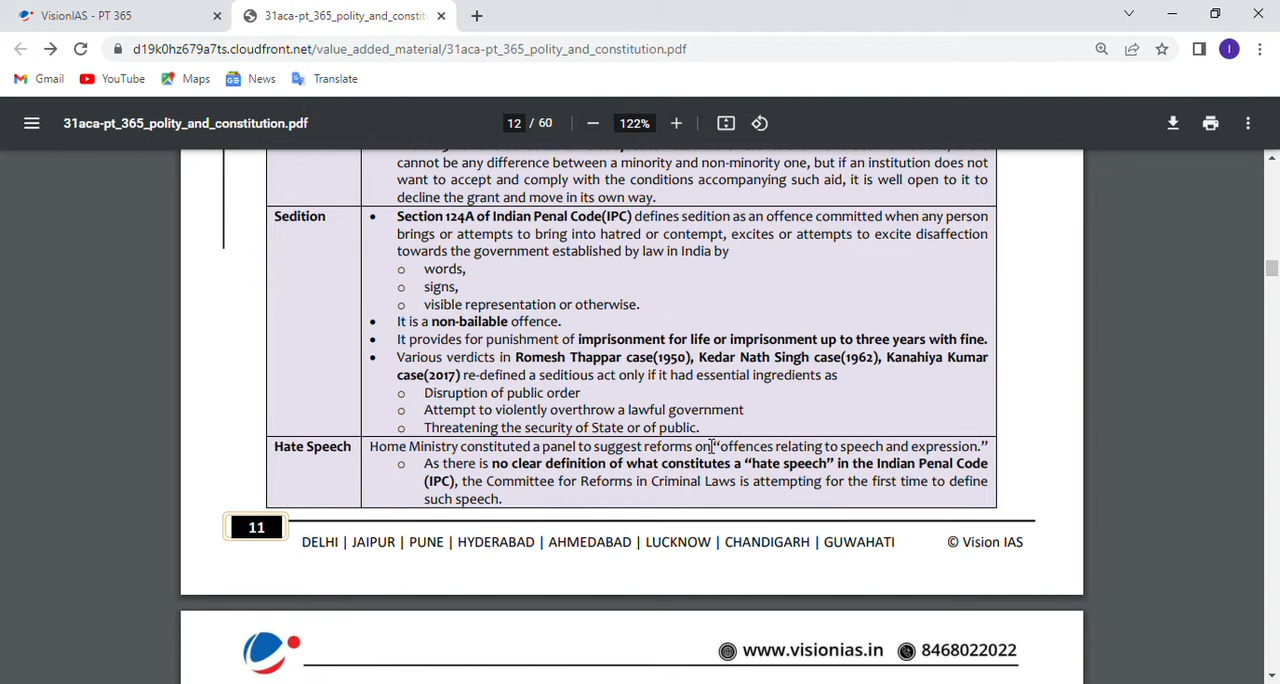 VisionIAS - PT 365
31aca-pt_365_polity_and_constitu
d19k0hz679a7ts.cloudfront.net/value_added_material/31aca-pt_365_polity_and_constitution.pdf
I
Gmail YouTube Maps News Translate
31aca-pt_365_polity_and_constitution.pdf 12 / 60 122%
cannot be any difference between a minority and non-minority one, but if an institution does not
want to accept and comply with the conditions accompanying such aid, it is well open to it to
decline the grant and move in its own way.
Sedition
• Section 124A of Indian Penal Code(IPC) defines sedition as an offence committed when any person
brings or attempts to bring into hatred or contempt, excites or attempts to excite disaffection
towards the government established by law in India by
o words,
o signs,
o visible representation or otherwise.
• It is a non-bailable offence.
• It provides for punishment of imprisonment for life or imprisonment up to three years with fine.
• Various verdicts in Romesh Thappar case(1950), Kedar Nath Singh case(1962), Kanahiya Kumar
case(2017) re-defined a seditious act only if it had essential ingredients as
o Disruption of public order
o Attempt to violently overthrow a lawful government
o Threatening the security of State or of public.
Hate Speech
Home Ministry constituted a panel to suggest reforms on “offences relating to speech and expression.”
o As there is no clear definition of what constitutes a “hate speech” in the Indian Penal Code
(IPC), the Committee for Reforms in Criminal Laws is attempting for the first time to define
such speech.
11
DELHI | JAIPUR | PUNE | HYDERABAD | AHMEDABAD | LUCKNOW | CHANDIGARH | GUWAHATI © Vision IAS
www.visionias.in 8468022022